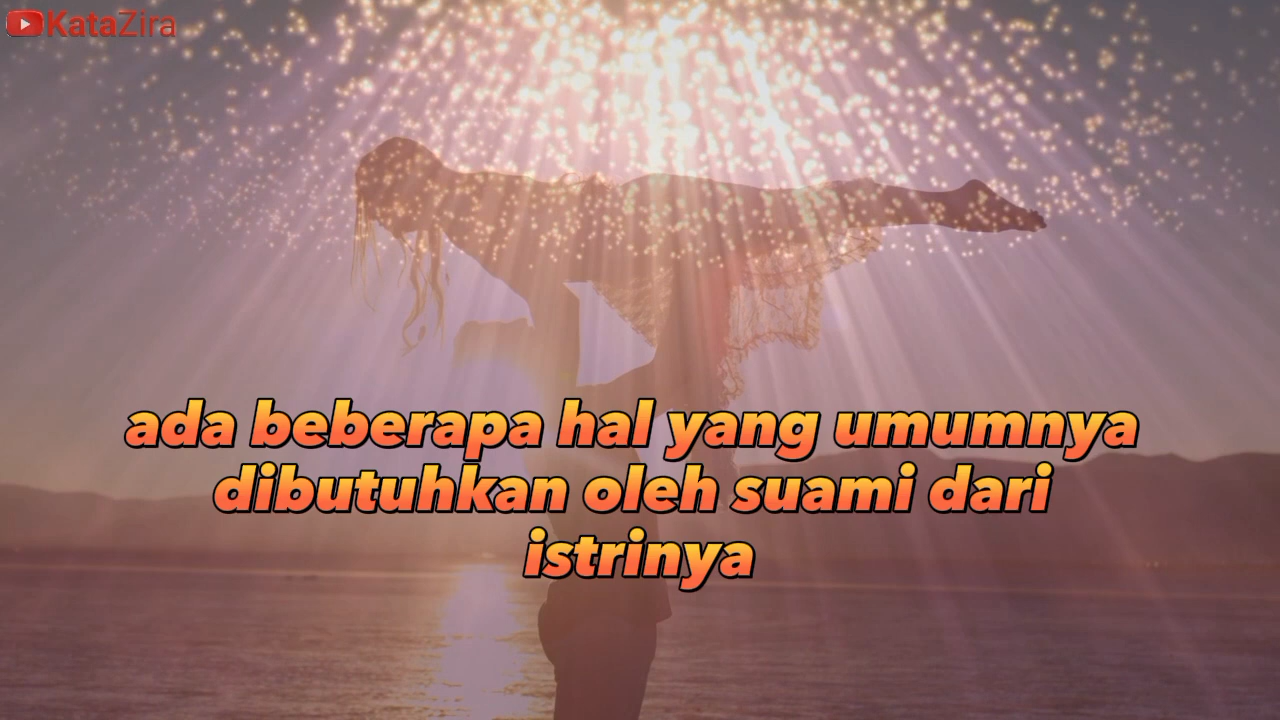 KataZira
ada beberapa hal yang umumnya
dibutuhkan oleh suami dari
istrinya